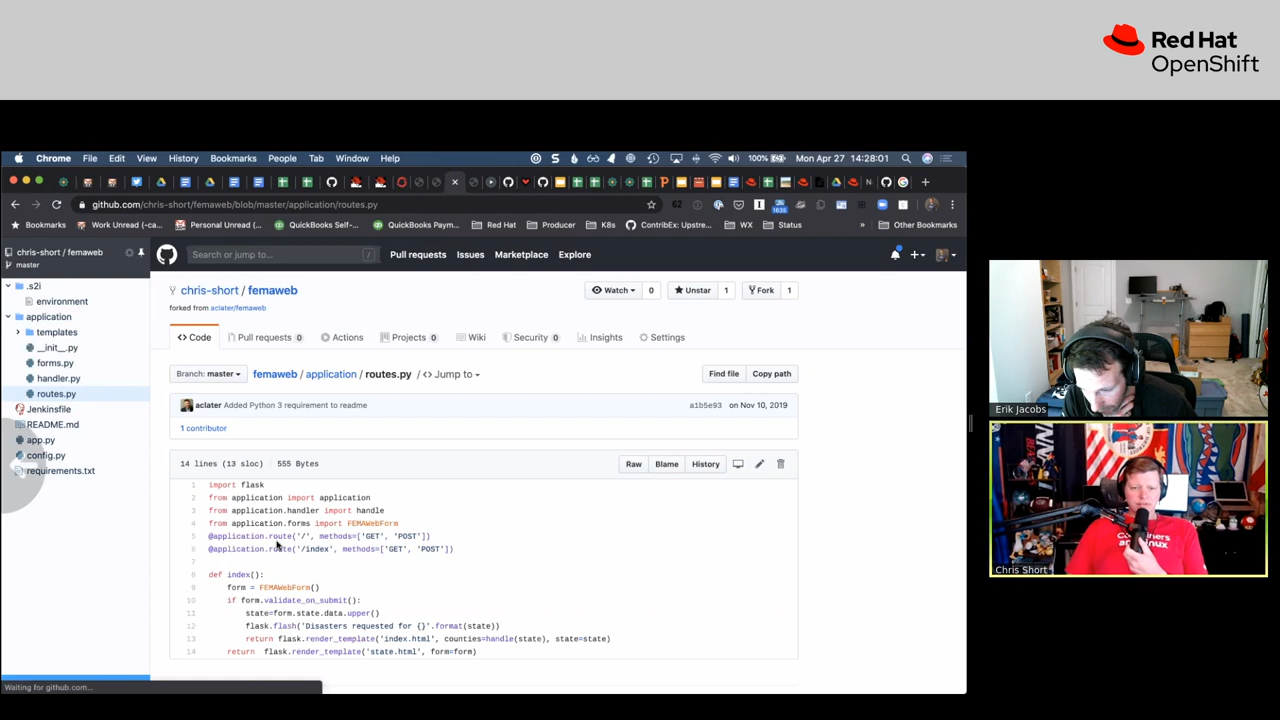 Red Hat
OpenShift
Chrome File Edit View History Bookmarks People Tab Window Help 100% Mon Apr 27 14:28:01
github.com/chris-short/femaweb/blob/master/application/routes.py
Bookmarks Work Unread (-ca... Personal Unread (... QuickBooks Self-... QuickBooks Paym... Red Hat Producer K8s ContribEx: Upstre... WX Status » Other Bookmarks
chris-short / femaweb
master
Search or jump to... / Pull requests Issues Marketplace Explore
.s2i
environment
application
templates
__init__.py
forms.py
handler.py
routes.py
Jenkinsfile
README.md
app.py
config.py
requirements.txt
chris-short / femaweb
forked from aclater/femaweb
Watch 0 Unstar 1 Fork 1
Code Pull requests 0 Actions Projects 0 Wiki Security 0 Insights Settings
Branch: master femaweb / application / routes.py / <> Jump to Find file Copy path
aclater Added Python 3 requirement to readme a1b5e93 on Nov 10, 2019
1 contributor
14 lines (13 sloc) 555 Bytes Raw Blame History
1 import flask
2 from application import application
3 from application.handler import handle
4 from application.forms import FEMAWebForm
5 @application.route('/', methods=['GET', 'POST'])
6 @application.route('/index', methods=['GET', 'POST'])
7
8 def index():
9 form = FEMAWebForm()
10 if form.validate_on_submit():
11 state=form.state.data.upper()
12 flask.flash('Disasters requested for {}'.format(state))
13 return flask.render_template('index.html', counties=handle(state), state=state)
14 return flask.render_template('state.html', form=form)
Waiting for github.com...
Erik Jacobs
Containers
are Linux
Chris Short